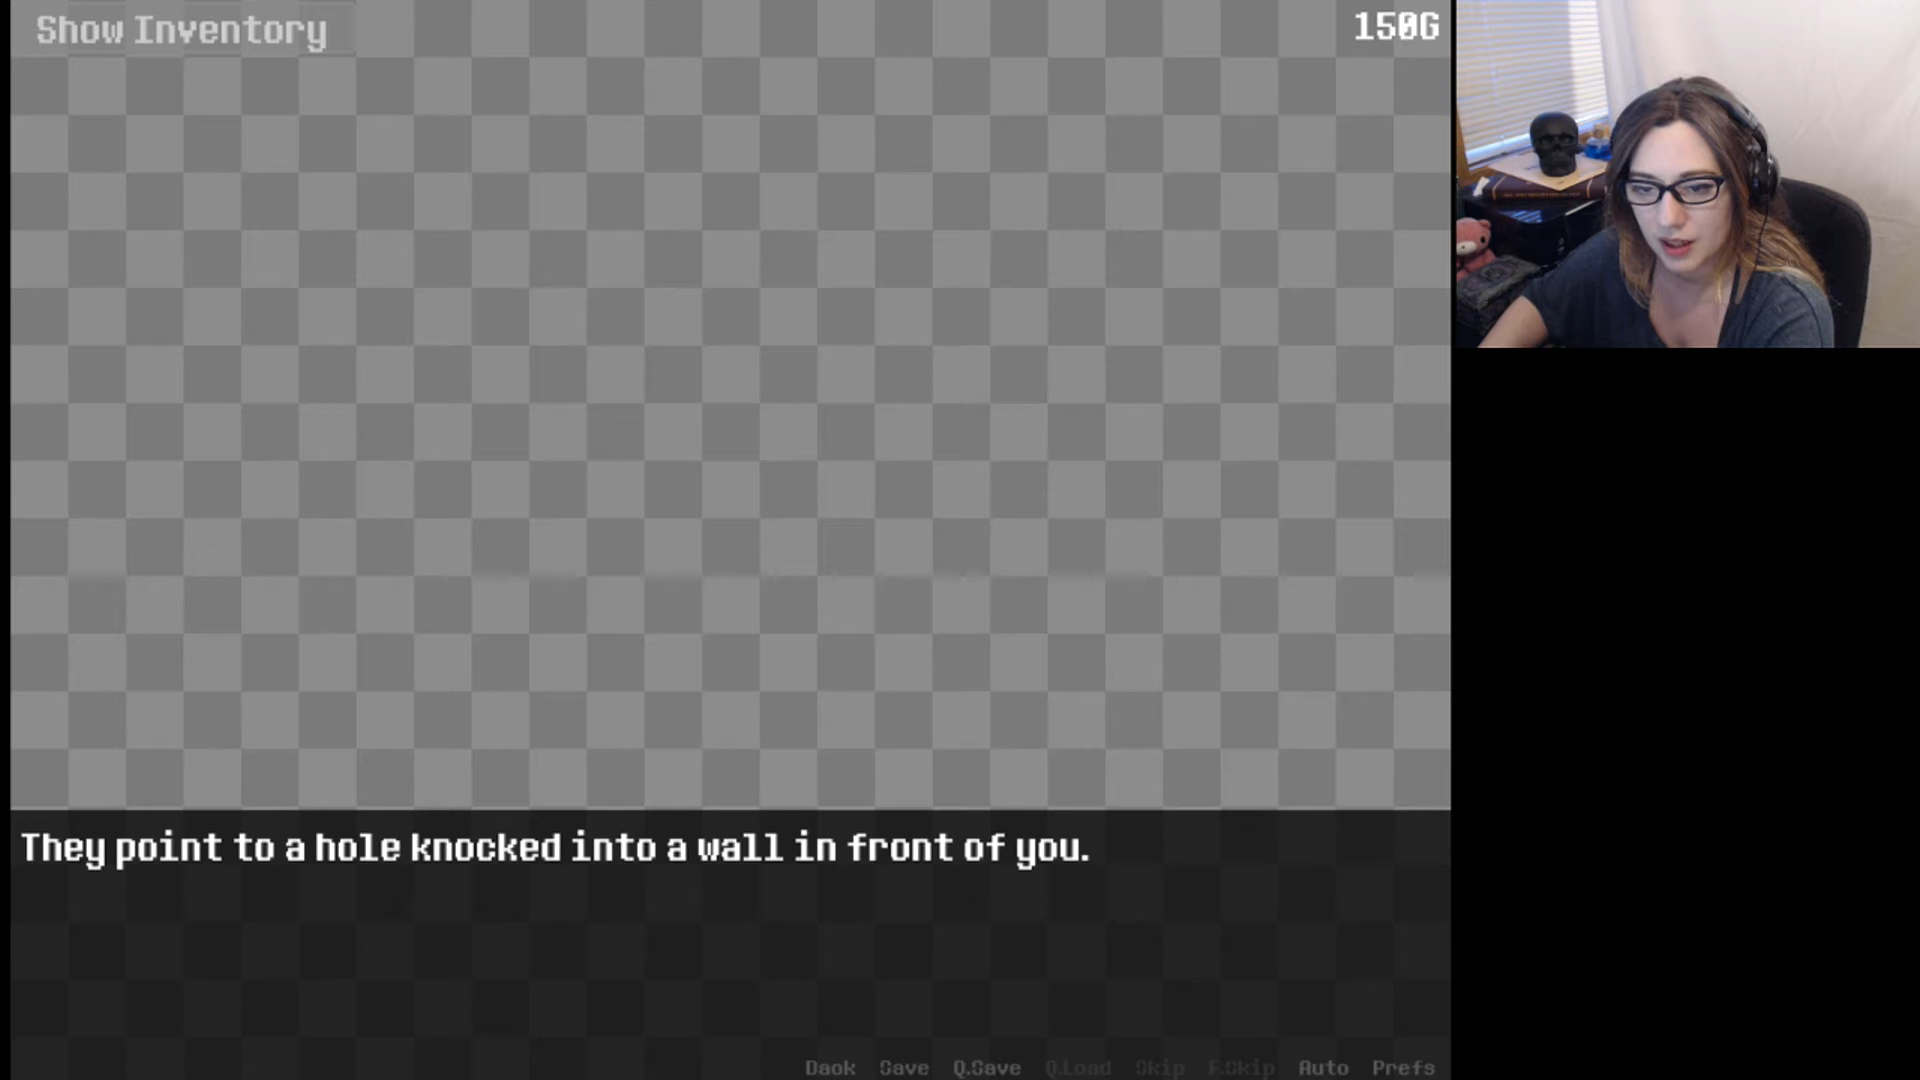 Show Inventory
150G
They point to a hole knocked into a wall in front of you.
Daok Save Q.Save Q.Load Skip F.Skip Auto Prefs